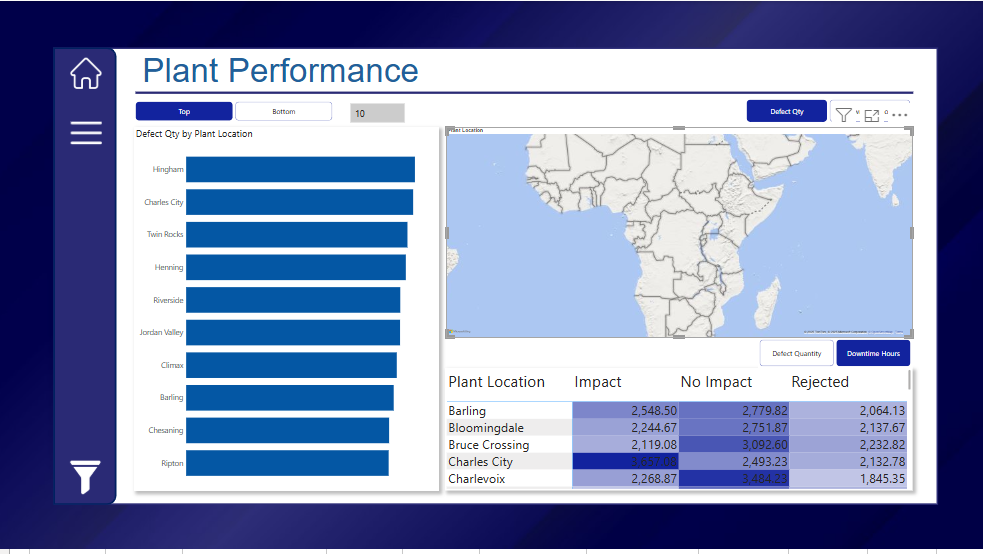 Plant Performance
Top
Bottom
10
Defect Qty
Defect Qty by Plant Location
Hingham
Charles City
Twin Rocks
Henning
Riverside
Jordan Valley
Climax
Barling
Chesaning
Ripton
Plant Location
Defect Quantity
Downtime Hours
Plant Location Impact No Impact Rejected
Barling 2,548.50 2,779.82 2,064.13
Bloomingdale 2,244.67 2,751.87 2,137.67
Bruce Crossing 2,119.08 3,092.60 2,232.82
Charles City 2,493.23 2,132.78
Charlevoix 2,268.87 3,484.23 1,845.35